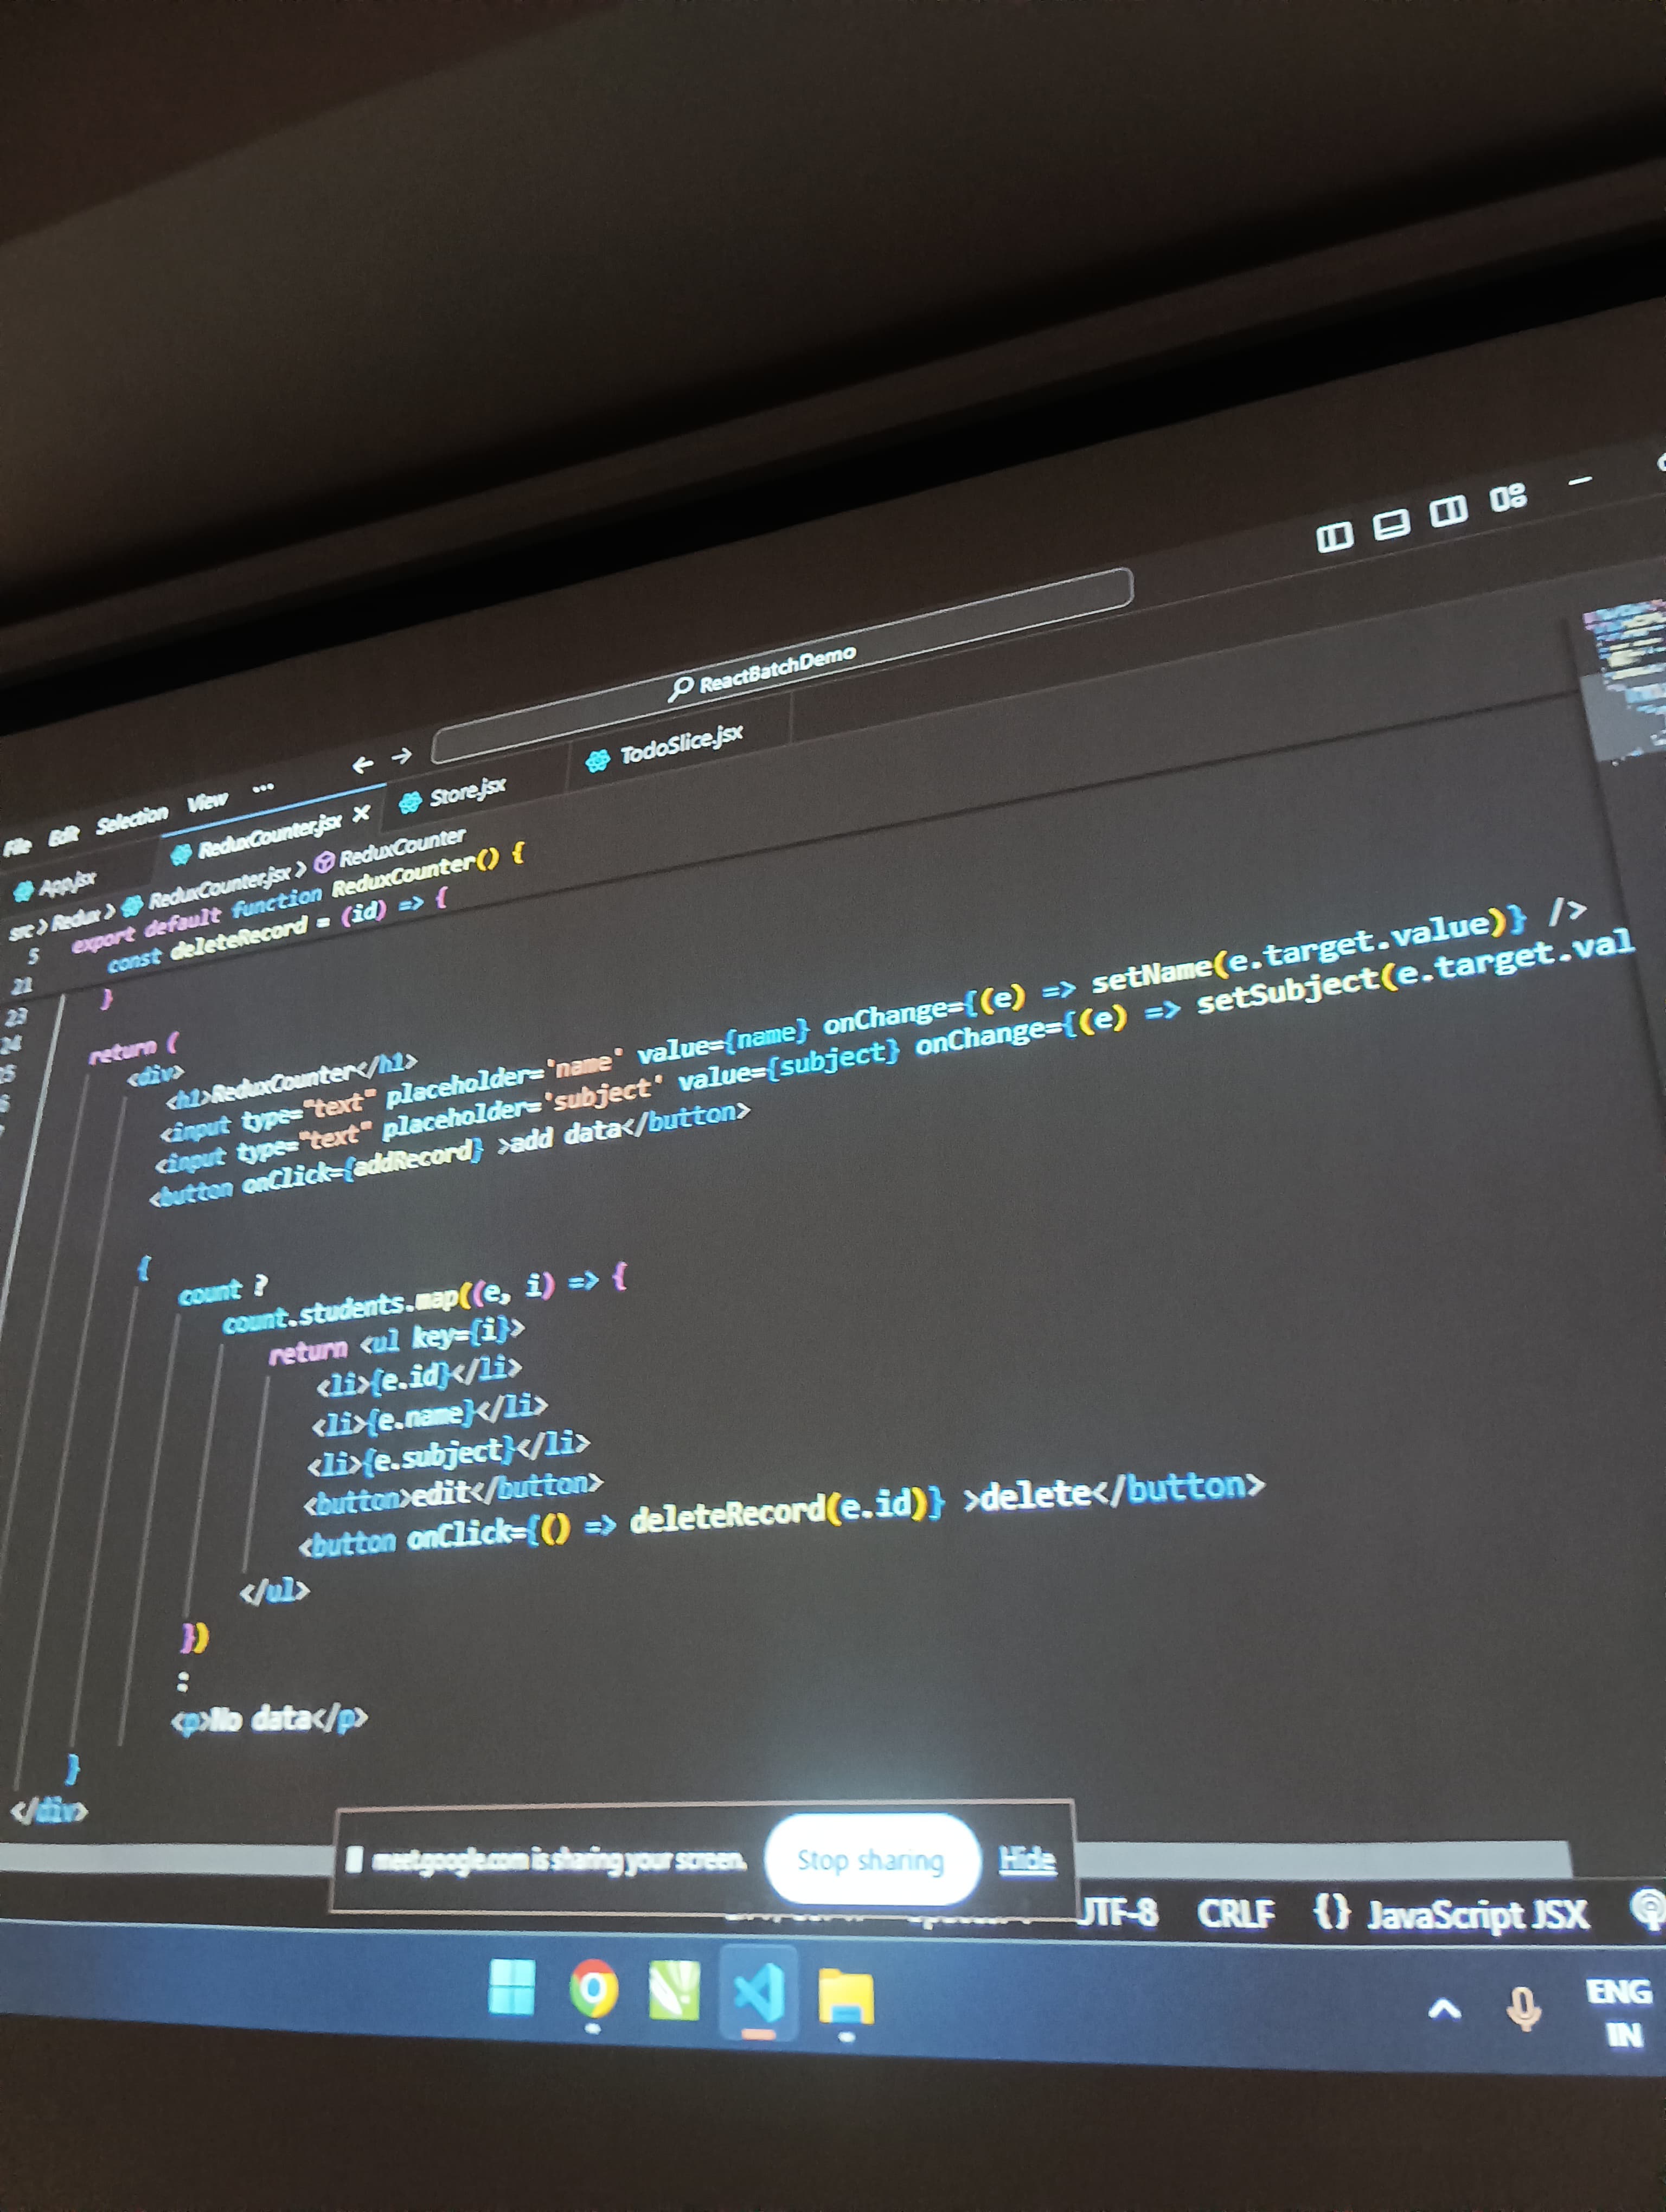 File Edit Selection View ...
ReactBatchDemo
App.jsx ReduxCounter.jsx Store.jsx TodoSlice.jsx
src > Redux > ReduxCounter.jsx > ReduxCounter
5 export default function ReduxCounter() {
21 const deleteRecord = (id) => {
23 }
24
return (
<div>
<h1>ReduxCounter</h1>
<input type="text" placeholder='name' value={name} onChange={(e) => setName(e.target.value)} />
<input type="text" placeholder='subject' value={subject} onChange={(e) => setSubject(e.target.val
<button onClick={addRecord} >add data</button>
{
count ?
count.students.map((e, i) => {
return <ul key={i}>
<li>{e.id}</li>
<li>{e.name}</li>
<li>{e.subject}</li>
<button>edit</button>
<button onClick={() => deleteRecord(e.id)} >delete</button>
</ul>
})
:
<p>No data</p>
}
</div>
meet.google.com is sharing your screen. Stop sharing Hide
UTF-8 CRLF {} JavaScript JSX
ENG
IN